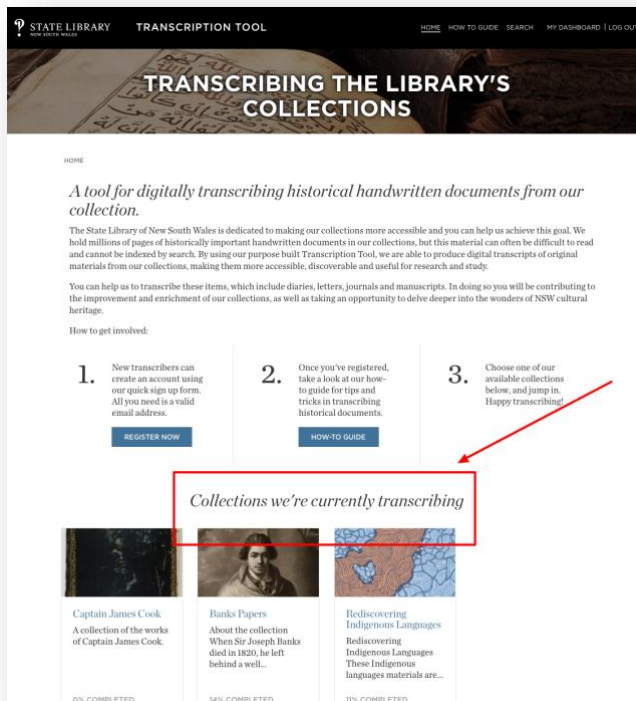 STATE LIBRARY
NEW SOUTH WALES
TRANSCRIPTION TOOL
HOME HOW TO GUIDE SEARCH MY DASHBOARD | LOG OUT
TRANSCRIBING THE LIBRARY'S
COLLECTIONS
HOME
A tool for digitally transcribing historical handwritten documents from our
collection.
The State Library of New South Wales is dedicated to making our collections more accessible and you can help us achieve this goal. We
hold millions of pages of historically important handwritten documents in our collections, but this material can often be difficult to read
and cannot be indexed by search. By using our purpose built Transcription Tool, we are able to produce digital transcripts of original
materials from our collections, making them more accessible, discoverable and useful for research and study.
You can help us to transcribe these items, which include diaries, letters, journals and manuscripts. In doing so you will be contributing to
the improvement and enrichment of our collections, as well as taking an opportunity to delve deeper into the wonders of NSW cultural
heritage.
How to get involved:
1.
New transcribers can
create an account using
our quick sign up form.
All you need is a valid
email address.
REGISTER NOW
2.
Once you've registered,
take a look at our how-
to guide for tips and
tricks in transcribing
historical documents.
HOW-TO GUIDE
3.
Choose one of our
available collections
below, and jump in.
Happy transcribing!
Collections we're currently transcribing
Captain James Cook
A collection of the works
of Captain James Cook.
0% COMPLETED
Banks Papers
About the collection
When Sir Joseph Banks
died in 1820, he left
behind a well...
14% COMPLETED
Rediscovering
Indigenous Languages
Rediscovering
Indigenous Languages
These Indigenous
languages materials are...
11% COMPLETED